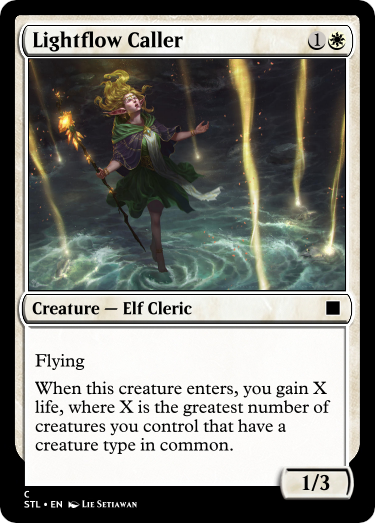 Lightflow Caller 1
Creature — Elf Cleric
Flying
When this creature enters, you gain X
life, where X is the greatest number of
creatures you control that have a
creature type in common.
1/3
C
STL • EN Lie Setiawan